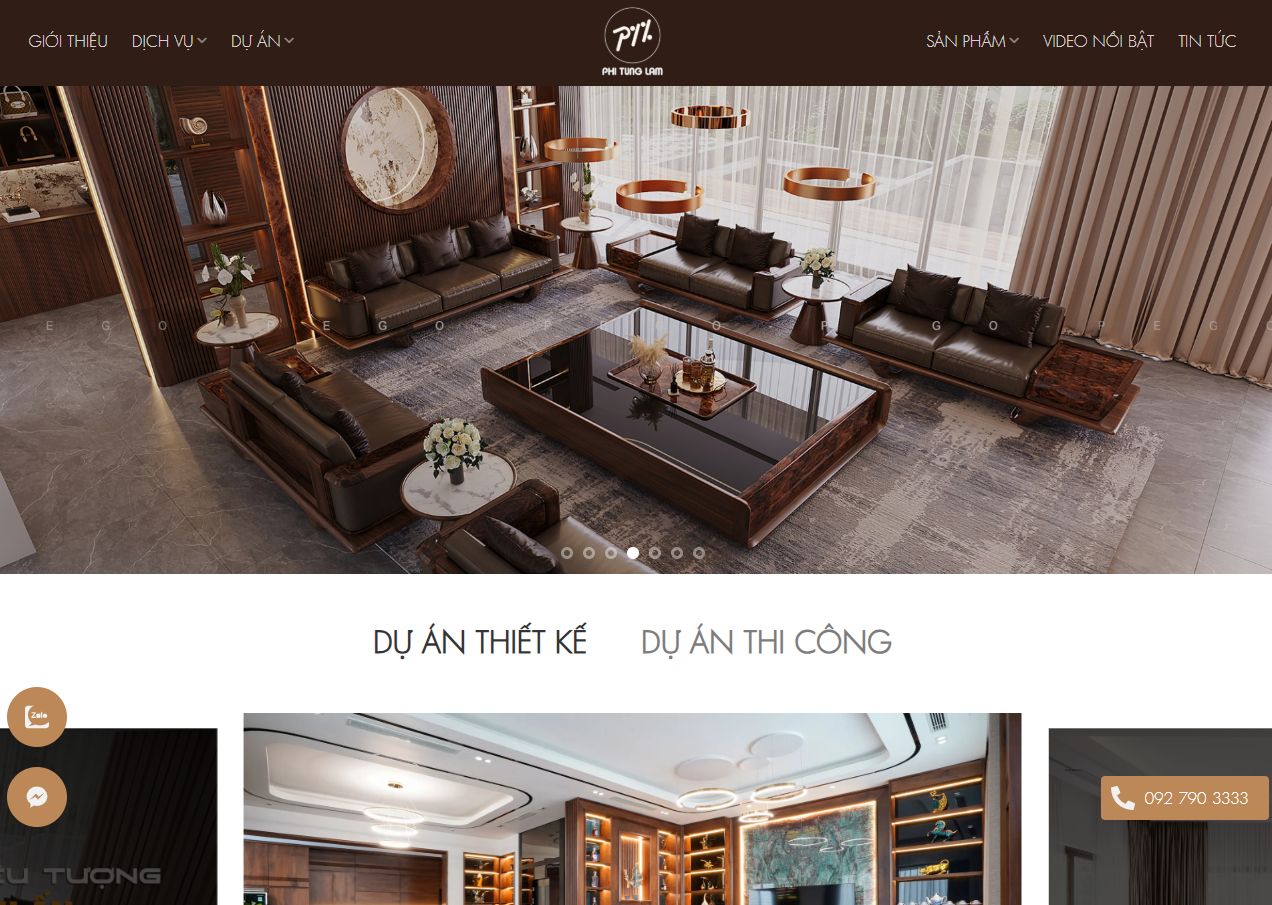 GIỚI THIỆU DỊCH VỤ DỰ ÁN
PTL
PHI TUNG LAM
SẢN PHẨM VIDEO NỔI BẬT TIN TỨC
E G O E G O P O P E G O - P E G O
DỰ ÁN THIẾT KẾ DỰ ÁN THI CÔNG
Zalo
092 790 3333
TƯỢNG